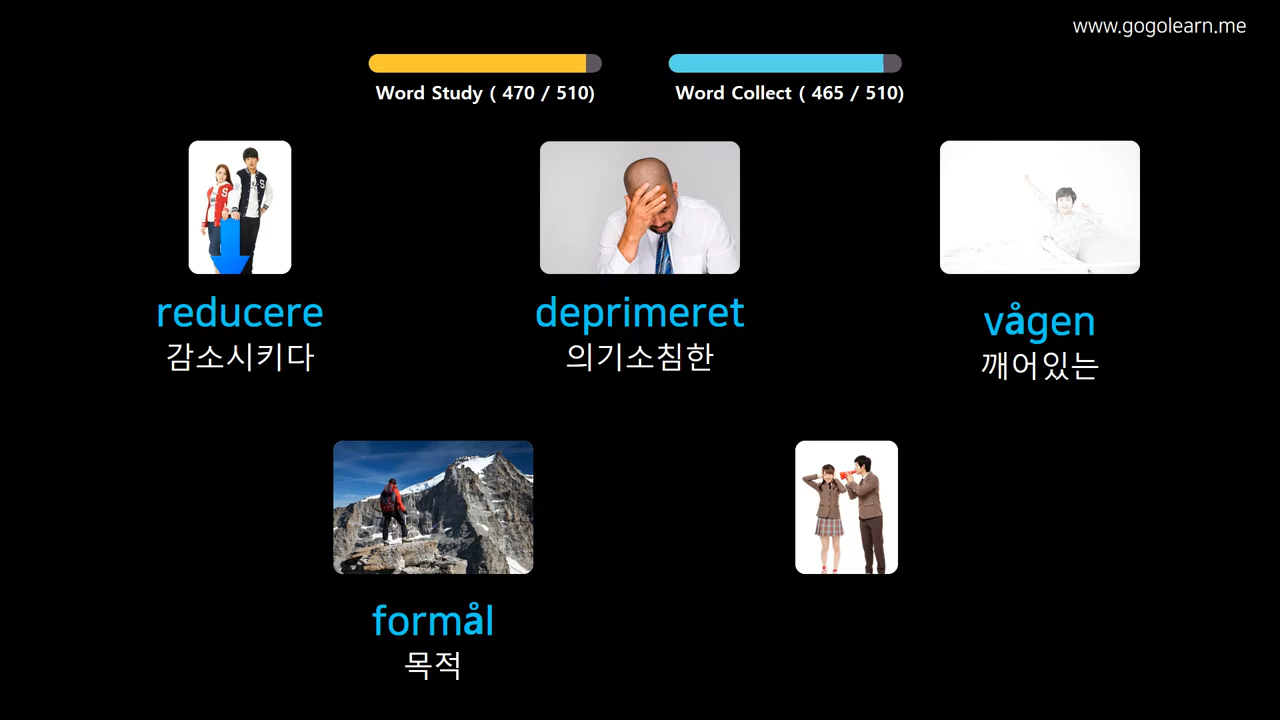 www.gogolearn.me
Word Study ( 470 / 510)
Word Collect ( 465 / 510)
reducere
감소시키다
deprimeret
의기소침한
vågen
깨어있는
formål
목적